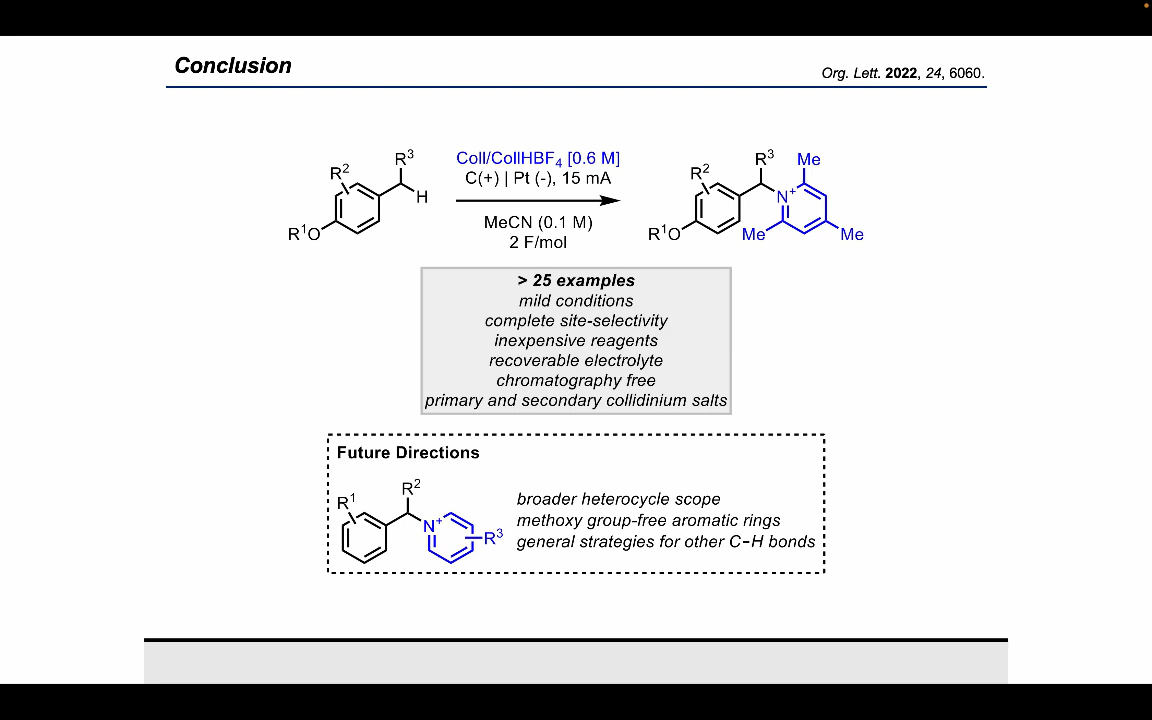 Conclusion
Org. Lett. 2022, 24, 6060.
R2
R3
H
R1O
Coll/CollHBF4 [0.6 M]
C(+) | Pt (-), 15 mA
MeCN (0.1 M)
2 F/mol
R2
R3
Me
N+
R1O
Me
Me
> 25 examples
mild conditions
complete site-selectivity
inexpensive reagents
recoverable electrolyte
chromatography free
primary and secondary collidinium salts
Future Directions
R1
R2
N+
R3
broader heterocycle scope
methoxy group-free aromatic rings
general strategies for other C-H bonds